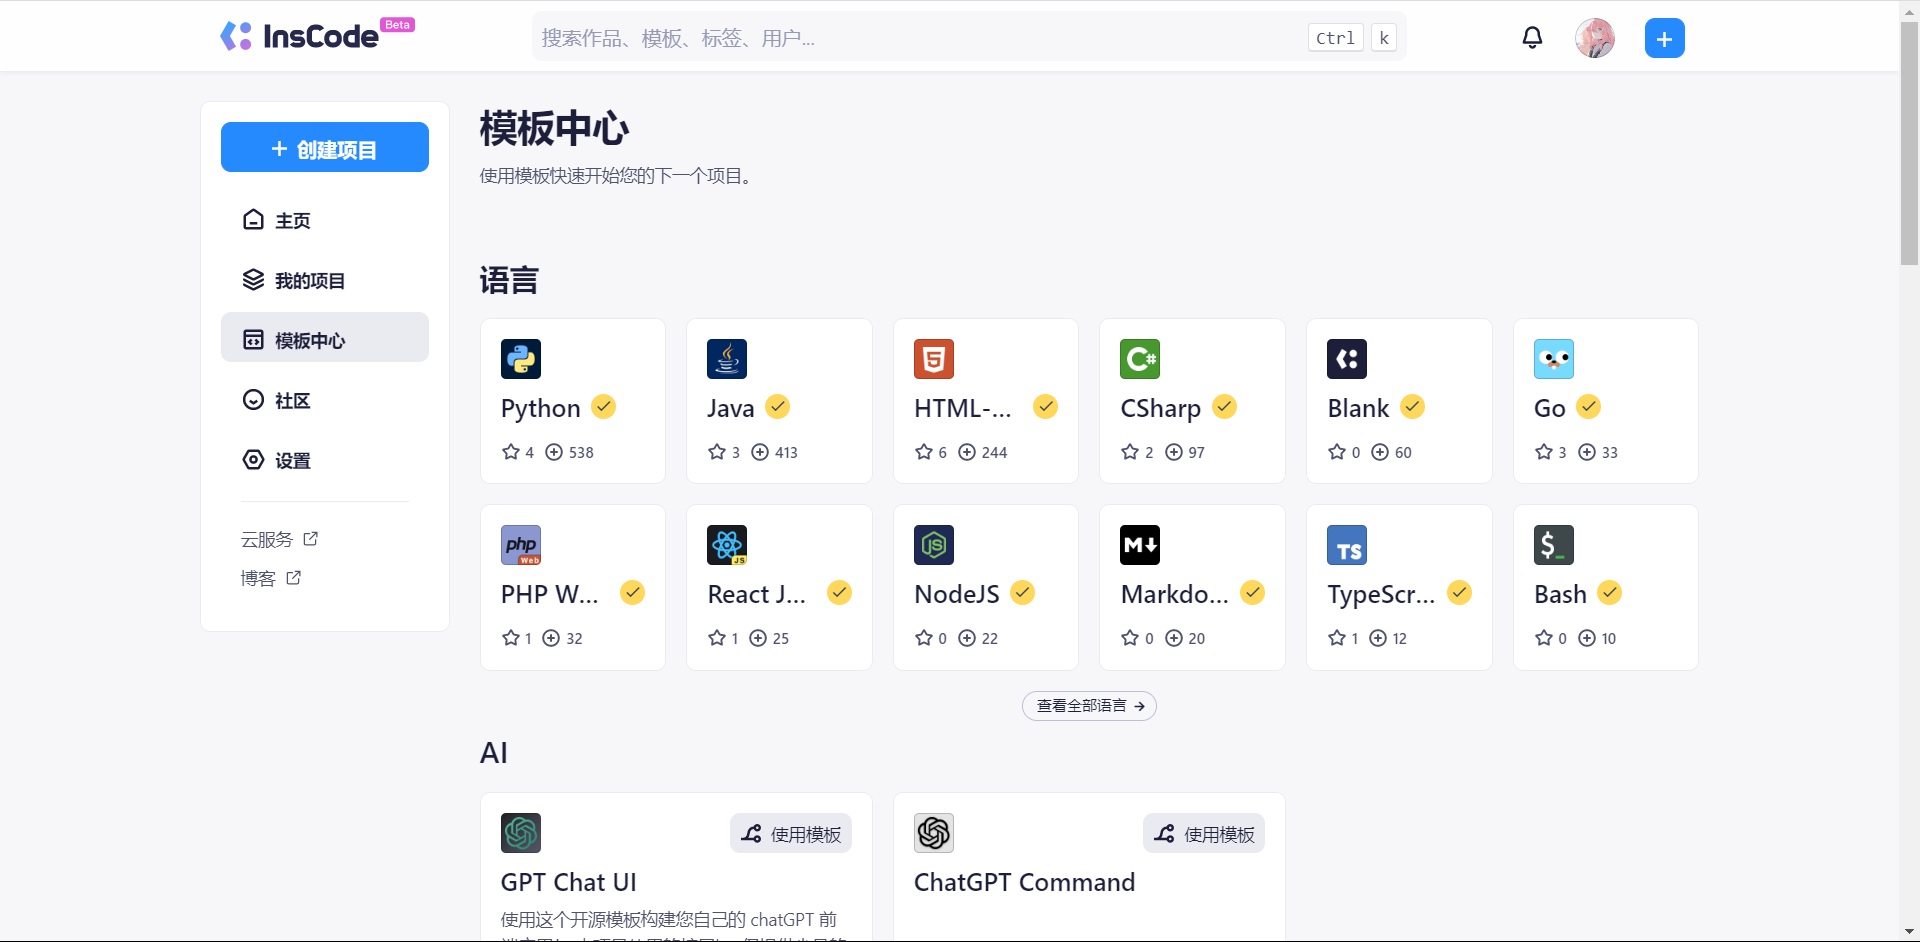 InsCode Beta
搜索作品、模板、标签、用户...
Ctrl k
创建项目
主页
我的项目
模板中心
社区
设置
云服务
博客
模板中心
使用模板快速开始您的下一个项目。
语言
Python
4 538
Java
3 413
HTML-...
6 244
CSharp
2 97
Blank
0 60
Go
3 33
php Web
PHP W...
1 32
JS
React J...
1 25
JS
NodeJS
0 22
M
Markdo...
0 20
TS
TypeScr...
1 12
$_
Bash
0 10
查看全部语言 →
AI
使用模板
GPT Chat UI
使用这个开源模板构建您自己的 chatGPT 前
使用模板
ChatGPT Command